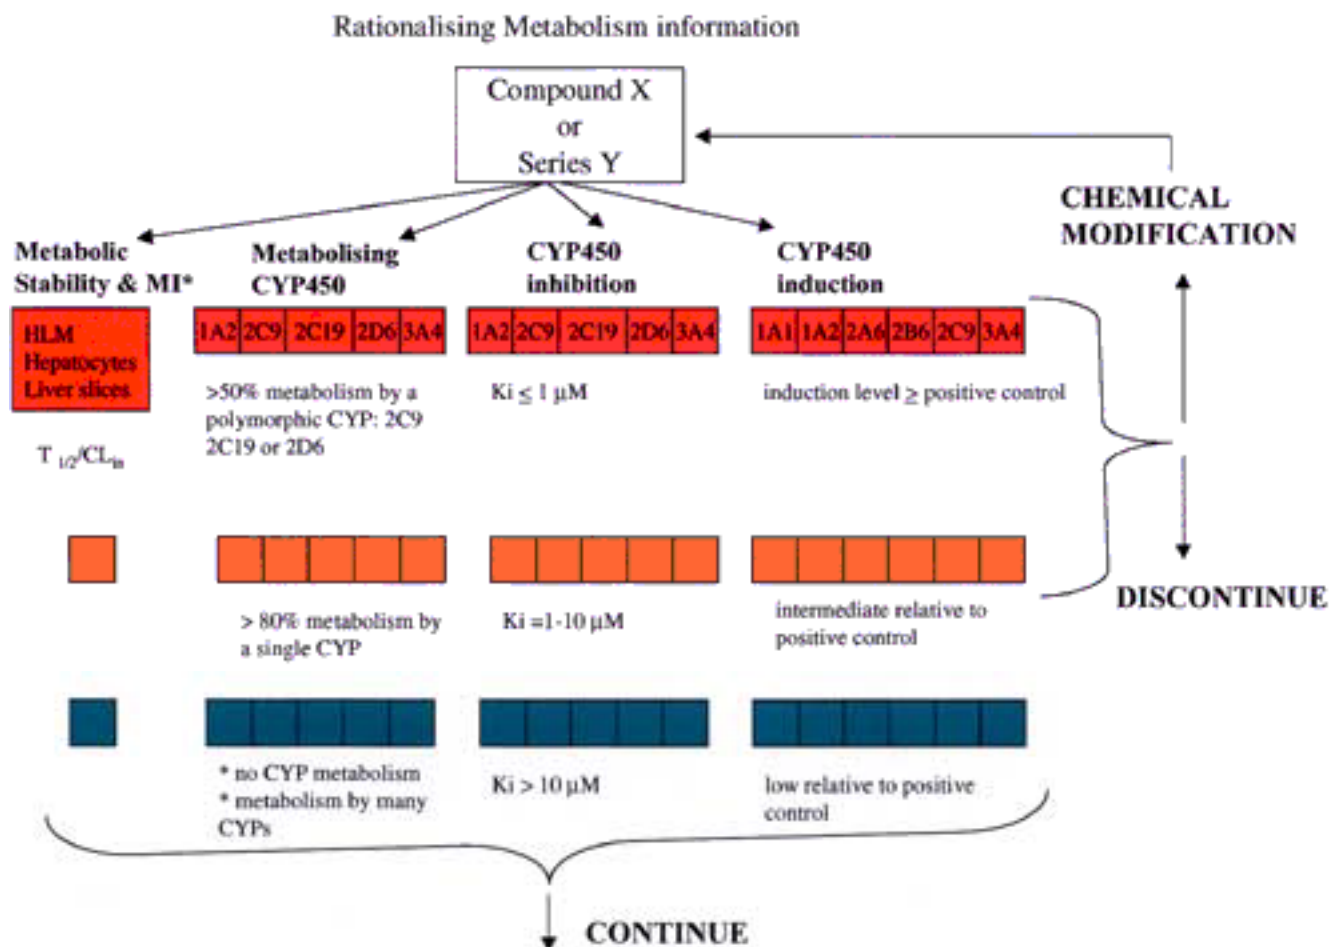 Rationalising Metabolism information
Compound X
or
Series Y
CHEMICAL
MODIFICATION
Metabolic
Stability & MI*
Metabolising
CYP450
CYP450
inhibition
CYP450
induction
HLM
Hepatocytes
Liver slices
1A2 2C9 2C19 2D6 3A4
1A2 2C9 2C19 2D6 3A4
1A1 1A2 2A6 2B6 2C9 3A4
>50% metabolism by a
polymorphic CYP: 2C9
2C19 or 2D6
Ki ≤ 1 µM
induction level ≥ positive control
T 1/2/CLin
DISCONTINUE
> 80% metabolism by
a single CYP
Ki =1-10 µM
intermediate relative to
positive control
* no CYP metabolism
* metabolism by many
CYPs
Ki > 10 µM
low relative to positive
control
CONTINUE